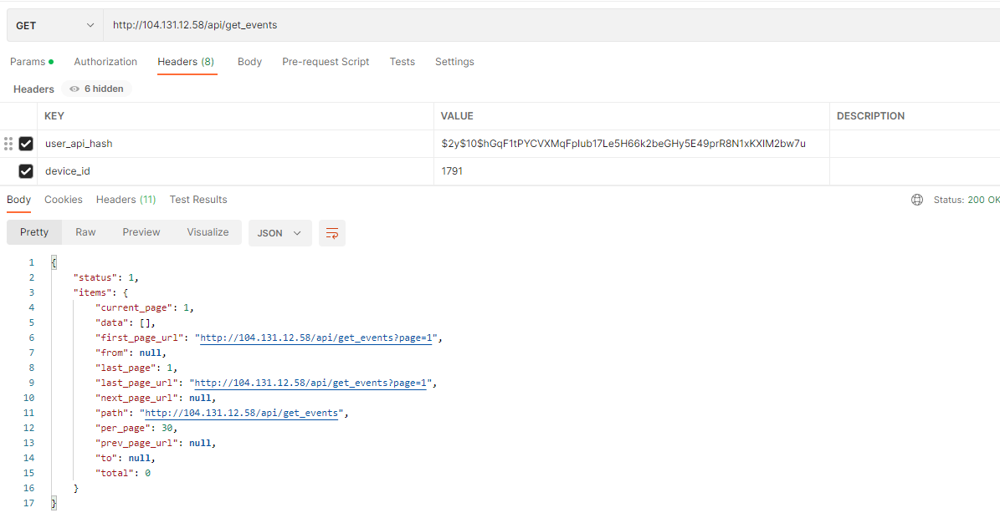 GET http://104.131.12.58/api/get_events
Params Authorization Headers (8) Body Pre-request Script Tests Settings
Headers 6 hidden
KEY VALUE DESCRIPTION
user_api_hash $2y$10$hGqF1tPYCVXMqFpIub17Le5H66k2beGHy5E49prR8N1xKXIM2bw7u
device_id 1791
Body Cookies Headers (11) Test Results Status: 200 OK
Pretty Raw Preview Visualize JSON
1 {
2 "status": 1,
3 "items": {
4 "current_page": 1,
5 "data": [],
6 "first_page_url": "http://104.131.12.58/api/get_events?page=1",
7 "from": null,
8 "last_page": 1,
9 "last_page_url": "http://104.131.12.58/api/get_events?page=1",
10 "next_page_url": null,
11 "path": "http://104.131.12.58/api/get_events",
12 "per_page": 30,
13 "prev_page_url": null,
14 "to": null,
15 "total": 0
16 }
17 }